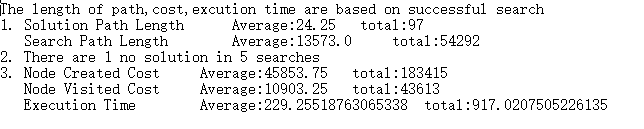 The length of path,cost,excution time are based on successful search
1. Solution Path Length Average:24.25 total:97
Search Path Length Average:13573.0 total:54292
2. There are 1 no solution in 5 searches
3. Node Created Cost Average:45853.75 total:183415
Node Visited Cost Average:10903.25 total:43613
Execution Time Average:229.25518763065338 total:917.0207505226135